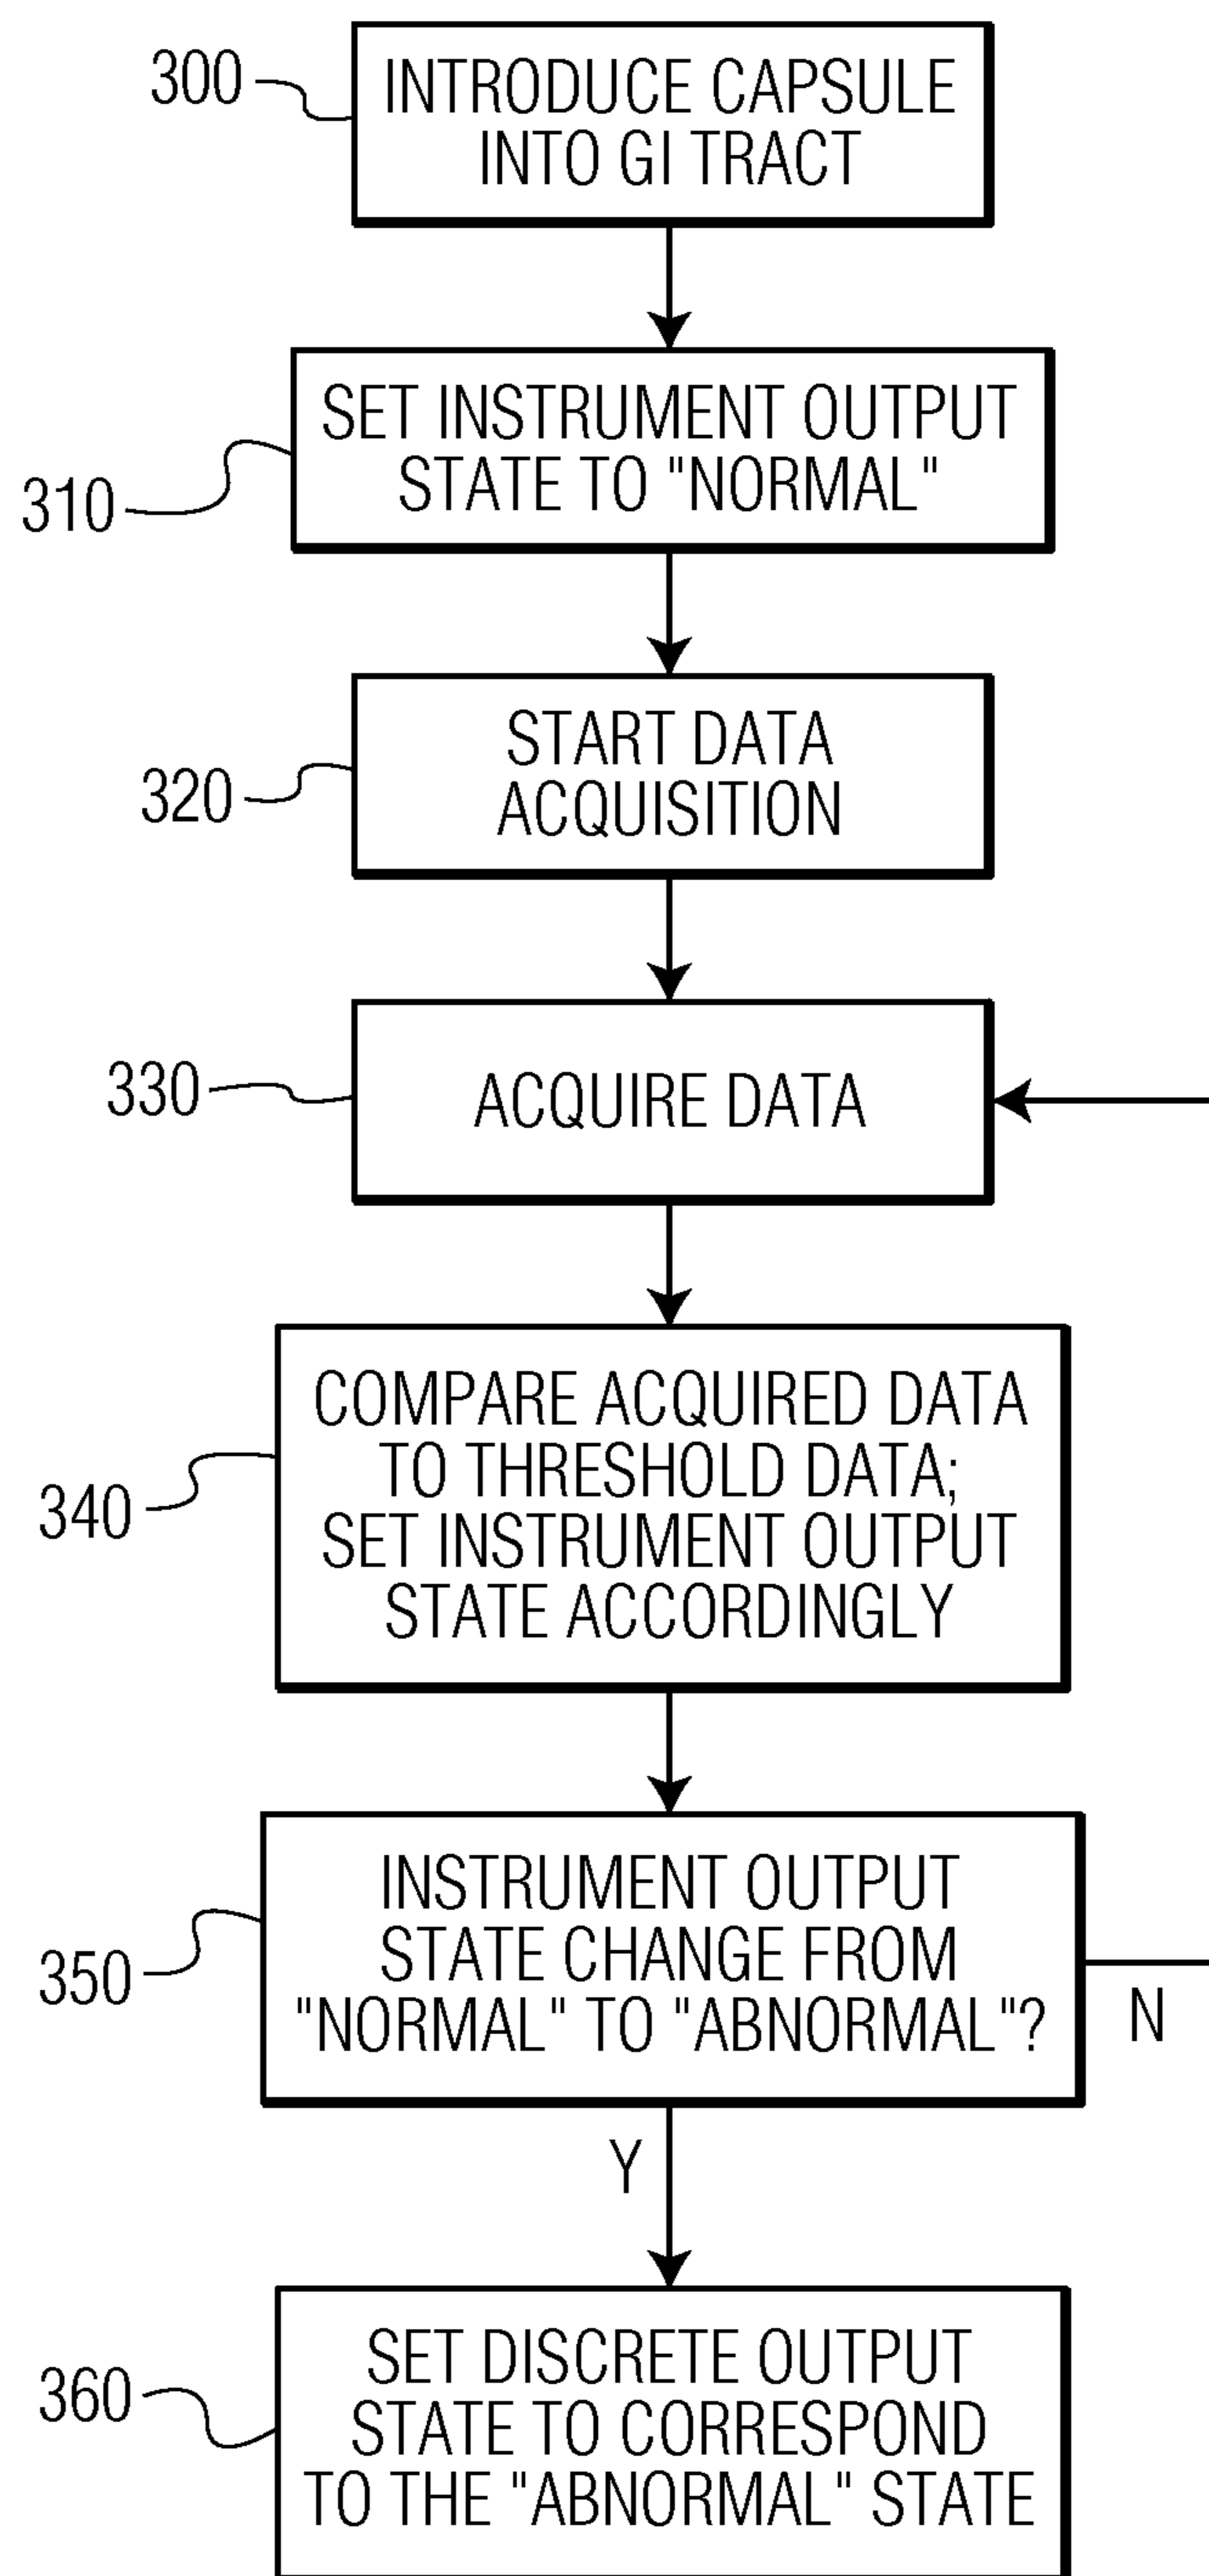 300
INTRODUCE CAPSULE
INTO GI TRACT
310
SET INSTRUMENT OUTPUT
STATE TO "NORMAL"
320
START DATA
ACQUISITION
330
ACQUIRE DATA
340
COMPARE ACQUIRED DATA
TO THRESHOLD DATA;
SET INSTRUMENT OUTPUT
STATE ACCORDINGLY
350
INSTRUMENT OUTPUT
STATE CHANGE FROM
"NORMAL" TO "ABNORMAL"?
N
Y
360
SET DISCRETE OUTPUT
STATE TO CORRESPOND
TO THE "ABNORMAL" STATE